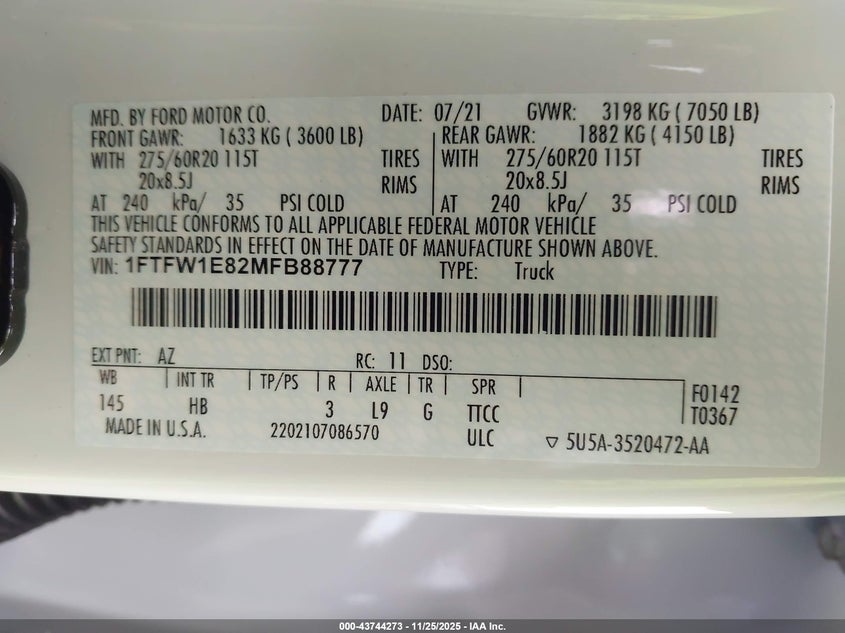 MFD. BY FORD MOTOR CO. DATE: 07/21 GVWR: 3198 KG ( 7050 LB)
FRONT GAWR: 1633 KG ( 3600 LB) REAR GAWR: 1882 KG ( 4150 LB)
WITH 275/60R20 115T TIRES WITH 275/60R20 115T TIRES
20x8.5J RIMS 20x8.5J RIMS
AT 240 kPa/ 35 PSI COLD AT 240 kPa/ 35 PSI COLD
THIS VEHICLE CONFORMS TO ALL APPLICABLE FEDERAL MOTOR VEHICLE
SAFETY STANDARDS IN EFFECT ON THE DATE OF MANUFACTURE SHOWN ABOVE.
VIN: 1FTFW1E82MFB88777 TYPE: Truck
EXT PNT: AZ RC: 11 DSO:
WB INT TR TP/PS R AXLE TR SPR F0142
145 HB 3 L9 G TTCC T0367
MADE IN U.S.A. 2202107086570 ULC ▽ 5U5A-3520472-AA
000-43744273 - 11/25/2025 - IAA Inc.